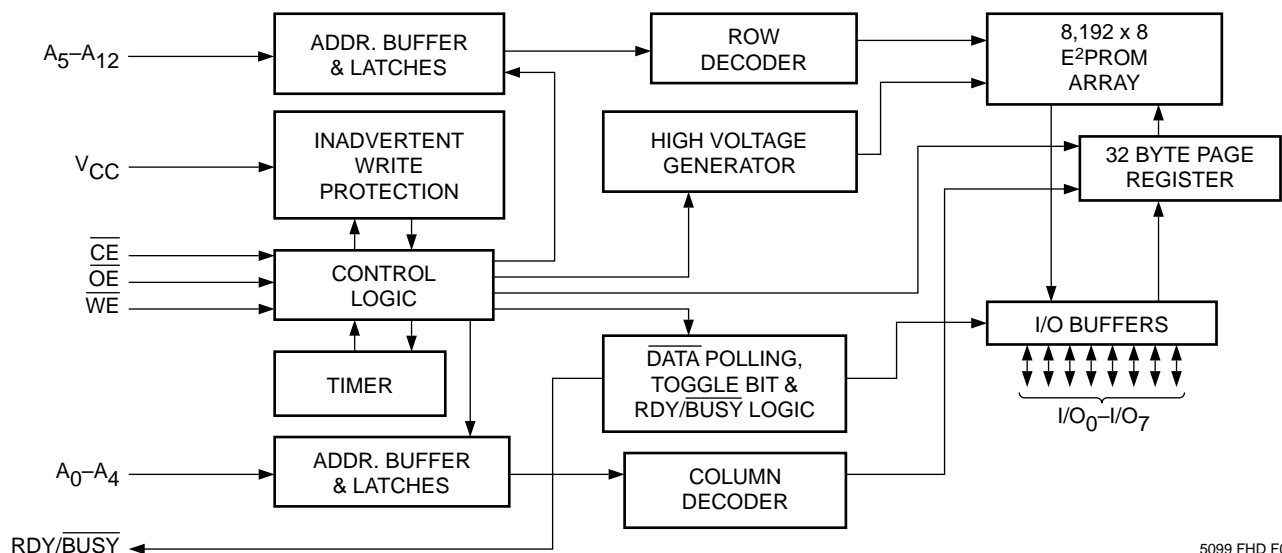 A5–A12
ADDR. BUFFER
& LATCHES
ROW
DECODER
8,192 x 8
E2PROM
ARRAY
VCC
INADVERTENT
WRITE
PROTECTION
HIGH VOLTAGE
GENERATOR
32 BYTE PAGE
REGISTER
CE
OE
WE
CONTROL
LOGIC
I/O BUFFERS
TIMER
DATA POLLING,
TOGGLE BIT &
RDY/BUSY LOGIC
I/O0–I/O7
A0–A4
ADDR. BUFFER
& LATCHES
COLUMN
DECODER
RDY/BUSY
5099 FHD